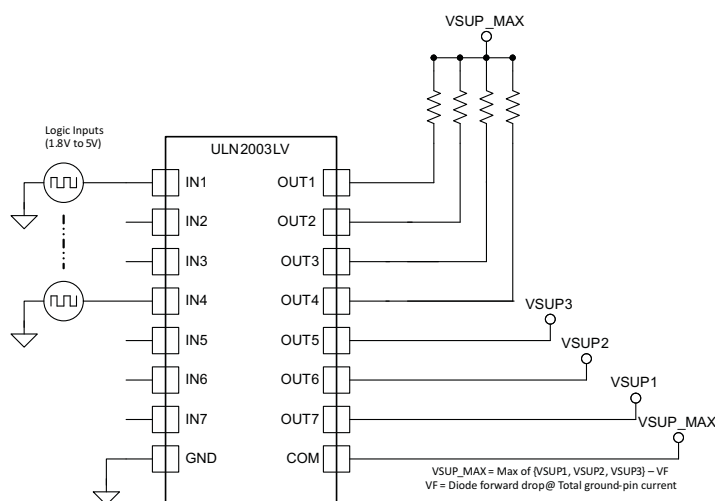 VSUP_MAX
Logic Inputs
(1.8V to 5V)
ULN2003LV
IN1 OUT1
IN2 OUT2
IN3 OUT3
IN4 OUT4
VSUP3
IN5 OUT5
VSUP2
IN6 OUT6
VSUP1
IN7 OUT7
VSUP_MAX
GND COM
VSUP_MAX = Max of {VSUP1, VSUP2, VSUP3} – VF
VF = Diode forward drop@ Total ground-pin current